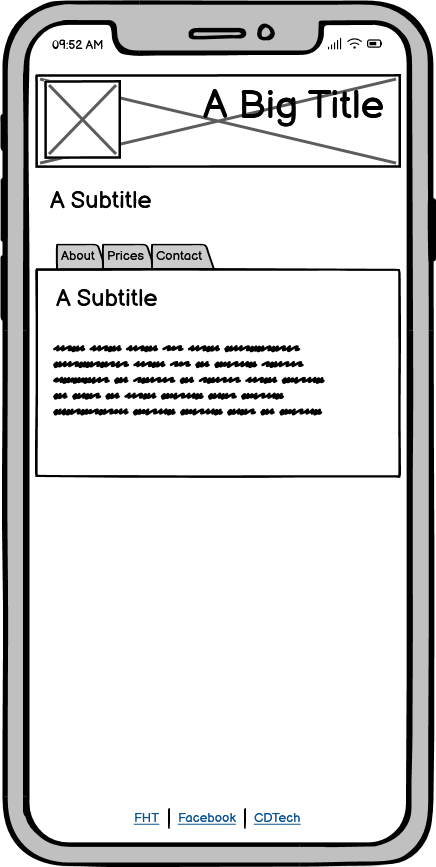 09:52 AM
A Big Title
A Subtitle
About Prices Contact
A Subtitle
FHT Facebook CDTech